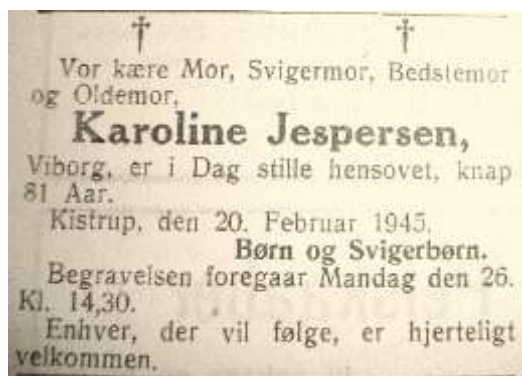 Vor kære Mor, Svigermor, Bedstemor
og Oldemor,
Karoline Jespersen,
Viborg, er i Dag stille hensovet, knap
81 Aar.
Kistrup, den 20. Februar 1945.
Børn og Svigerbørn.
Begravelsen foregaar Mandag den 26.
Kl. 14,30.
Enhver, der vil følge, er hjerteligt
velkommen.